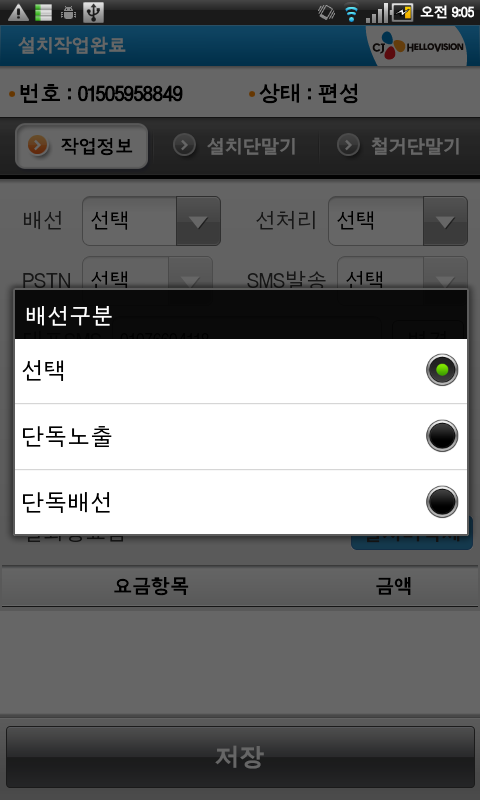 오전 9:05
설치작업완료
CJ HELLOVISION
번호 : 01505958849
상태 : 편성
작업정보
설치단말기
철거단말기
배선
선택
선처리
선택
PSTN
선택
SMS발송
선택
배선구분
선택
단독노출
단독배선
요금항목
금액
저장